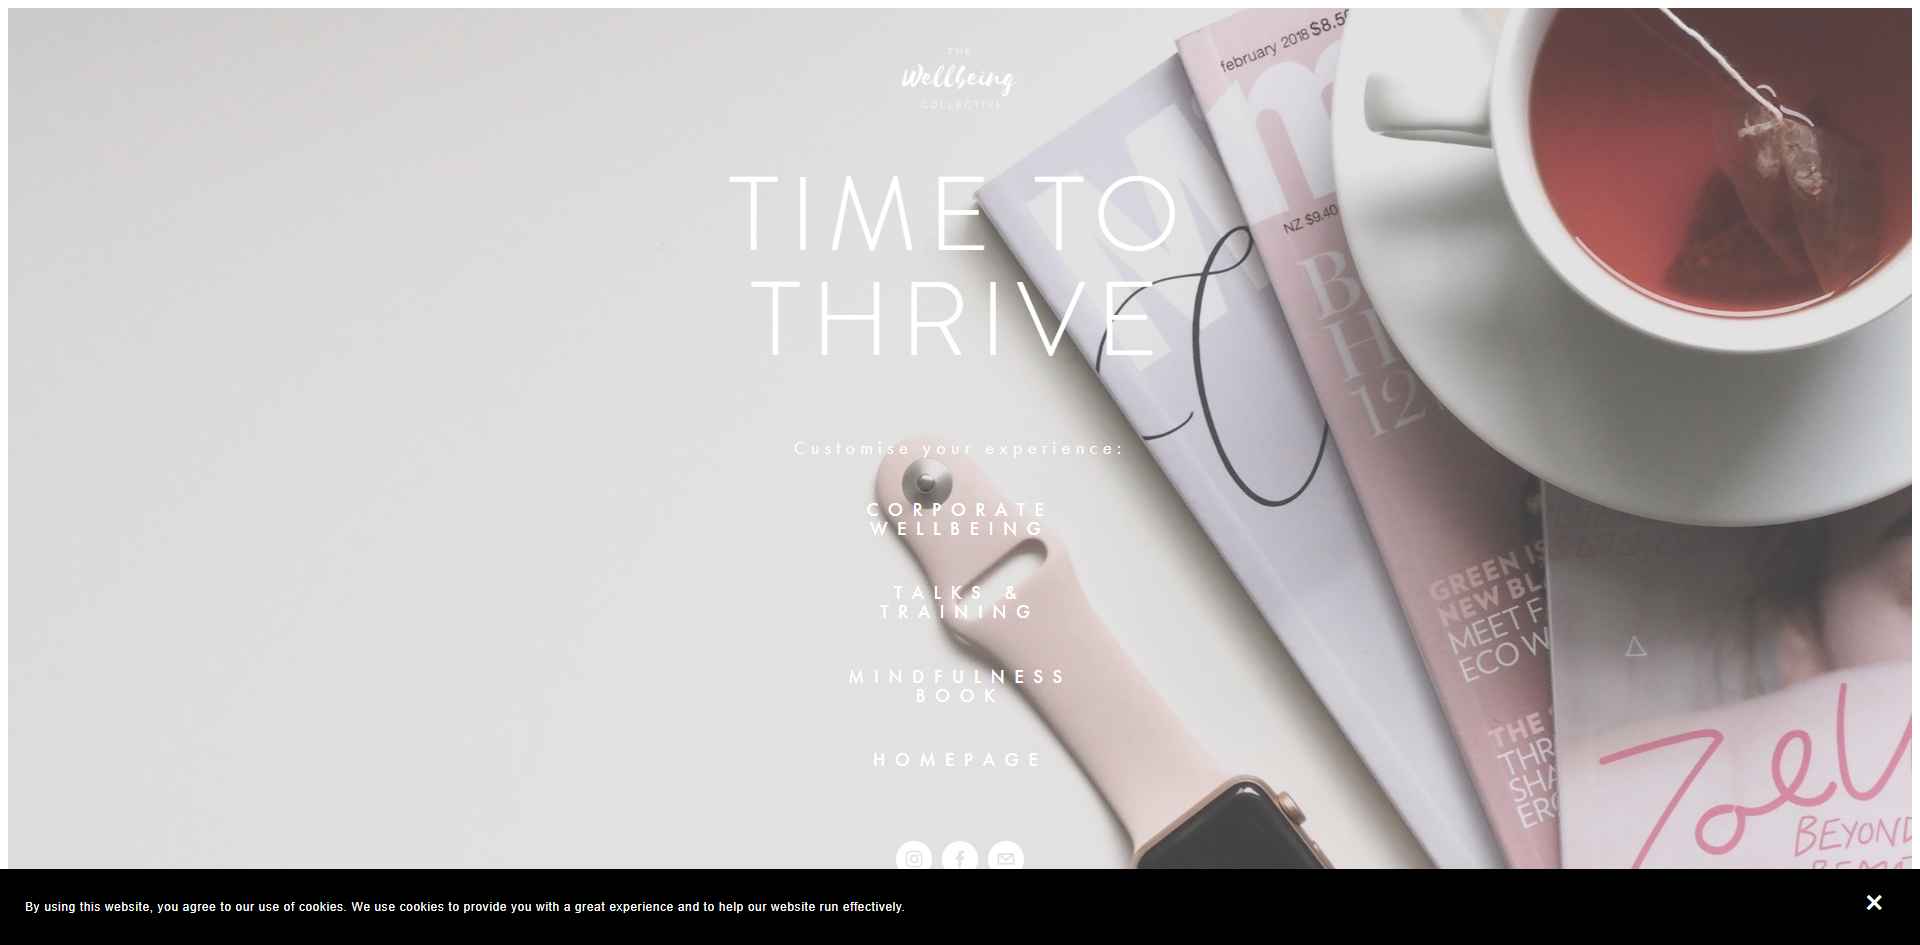 THE
Wellbeing
COLLECTIVE
TIME TO
THRIVE
Customise your experience:
CORPORATE
WELLBEING
TALKS &
TRAINING
MINDFULNESS
BOOK
HOMEPAGE
february 2018 $8.50
NZ $9.40
B
H
12
GREEN IS
NEW BL
MEET F
ECO W
THE
THR
SHA
ERO
BEYOND
By using this website, you agree to our use of cookies. We use cookies to provide you with a great experience and to help our website run effectively.